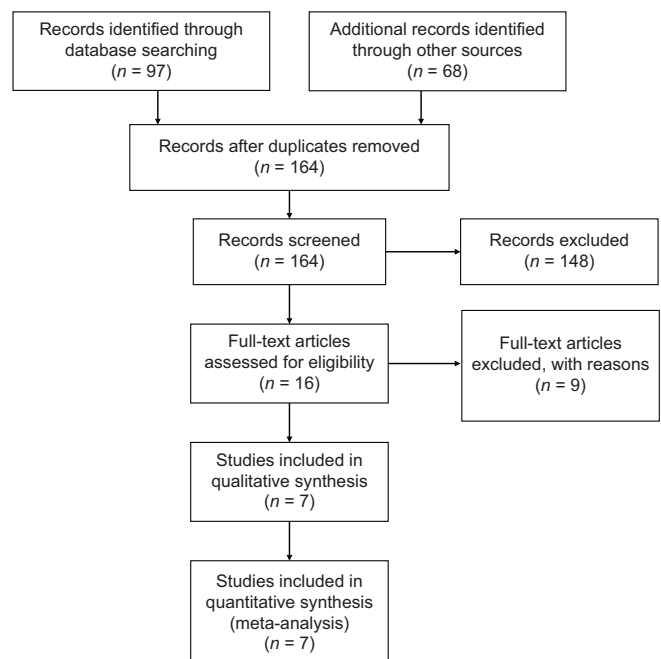 Records identified through
database searching
(n = 97)
Additional records identified
through other sources
(n = 68)
Records after duplicates removed
(n = 164)
Records screened
(n = 164)
Records excluded
(n = 148)
Full-text articles
assessed for eligibility
(n = 16)
Full-text articles
excluded, with reasons
(n = 9)
Studies included in
qualitative synthesis
(n = 7)
Studies included in
quantitative synthesis
(meta-analysis)
(n = 7)